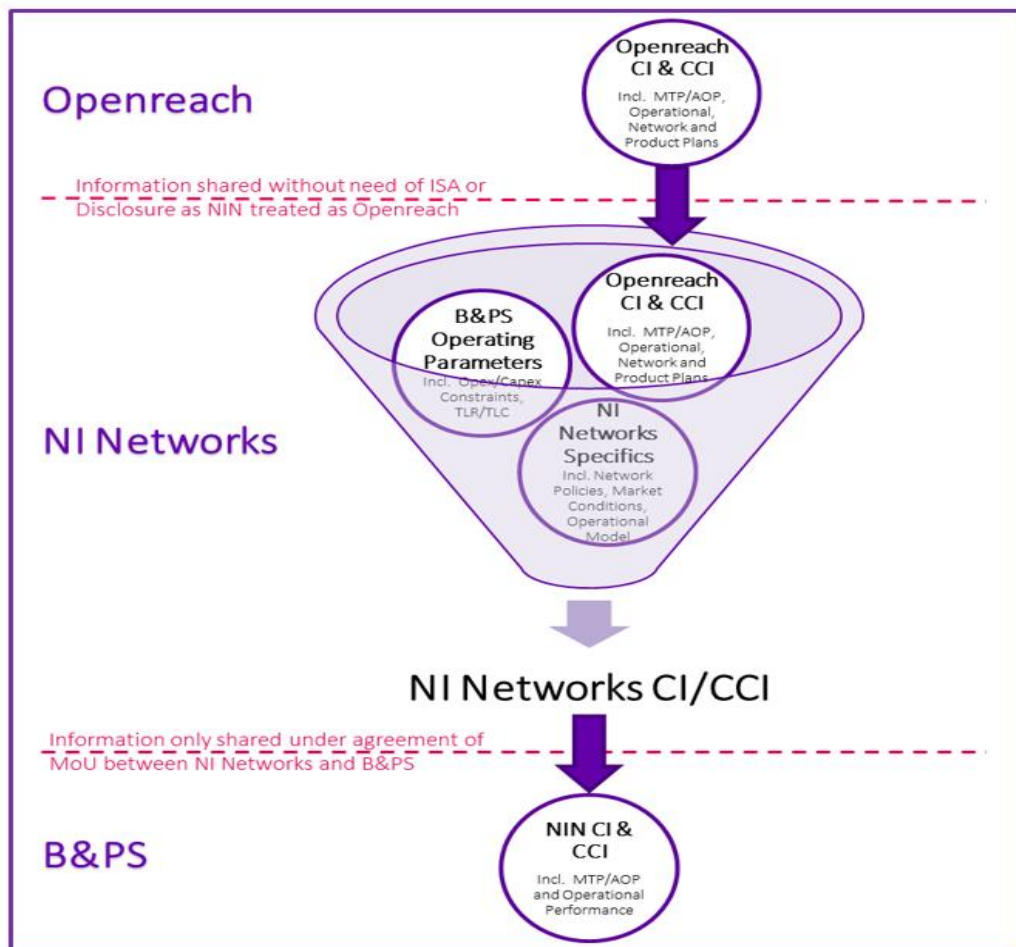 Openreach
Openreach
CI & CCI
Incl. MTP/AOP,
Operational,
Network and
Product Plans
Information shared without need of ISA or
Disclosure as NIN treated as Openreach
NI Networks
B&PS
Operating
Parameters
Incl. Opex/Capex
Constraints,
TLR/TLC
Openreach
CI & CCI
Incl. MTP/AOP,
Operational,
Network and
Product Plans
NI
Networks
Specifics
Incl. Network
Policies, Market
Conditions,
Operational
Model
NI Networks CI/CCI
Information only shared under agreement of
MoU between NI Networks and B&PS
B&PS
NIN CI &
CCI
Incl. MTP/AOP
and Operational
Performance